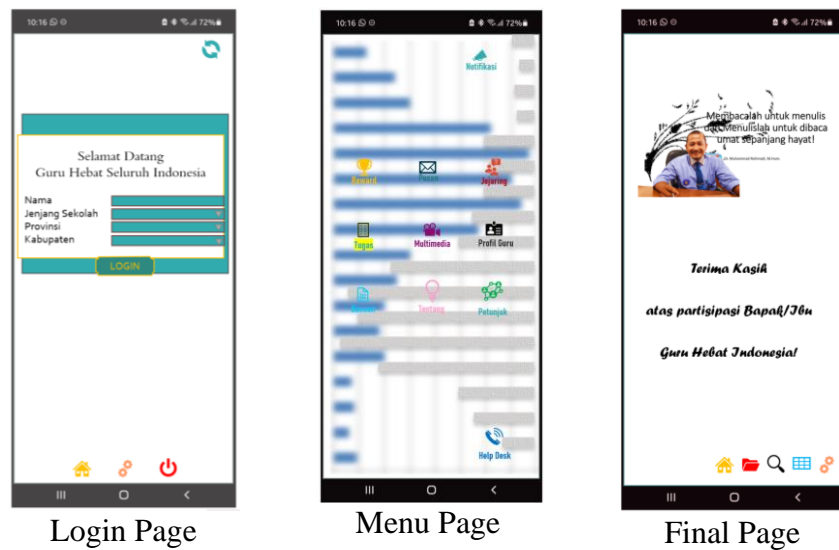 10:16
72%
Selamat Datang
Guru Hebat Seluruh Indonesia
Nama
Jenjang Sekolah
Provinsi
Kabupaten
LOGIN
Login Page
10:16
72%
Notifikasi
Reward
Jejaring
Tugas
Multimedia
Profil Guru
Tentang
Petunjuk
Help Desk
Menu Page
10:16
72%
Membacalah untuk menulis
dan Menulislah untuk dibaca
umat sepanjang hayat!
Terima Kasih
atas partisipasi Bapak/Ibu
Guru Hebat Indonesia!
Final Page